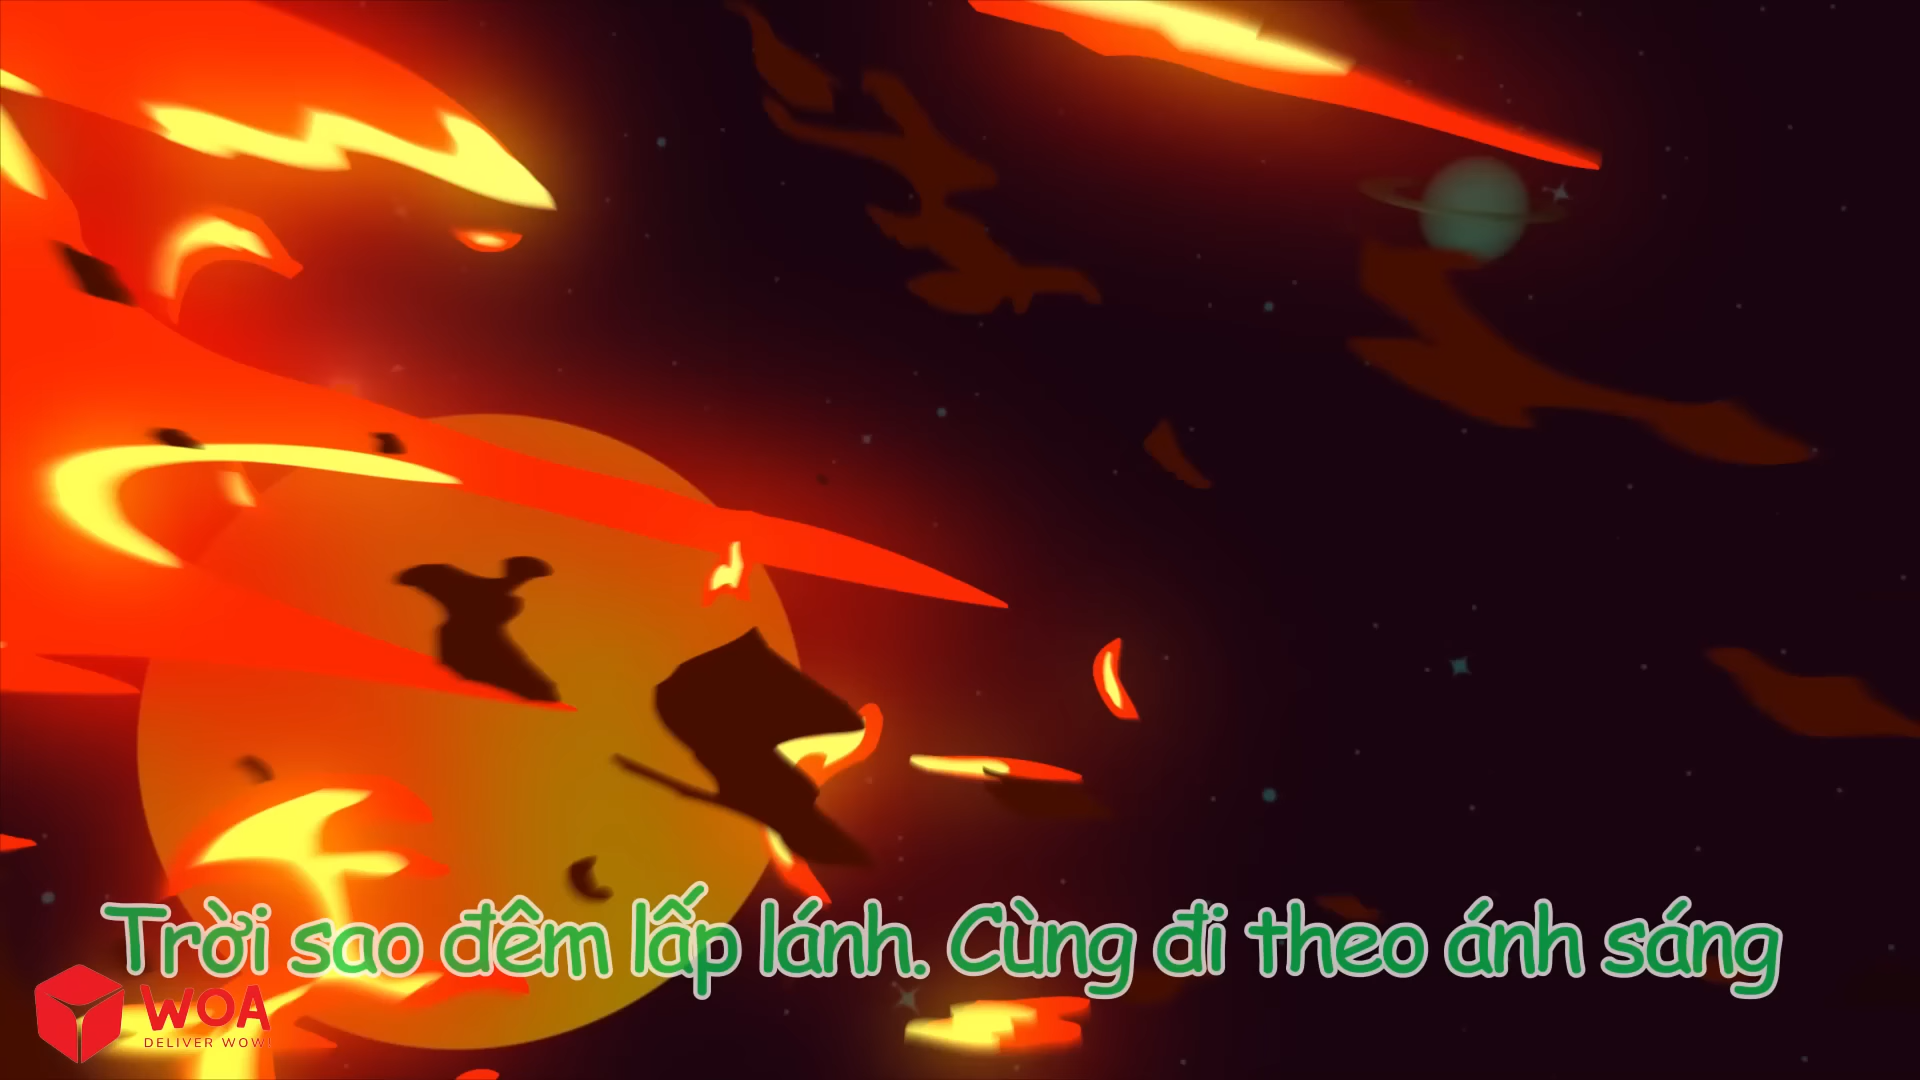 Trời sao đêm lấp lánh. Cùng đi theo ánh sáng
WOA
DELIVER WOW!